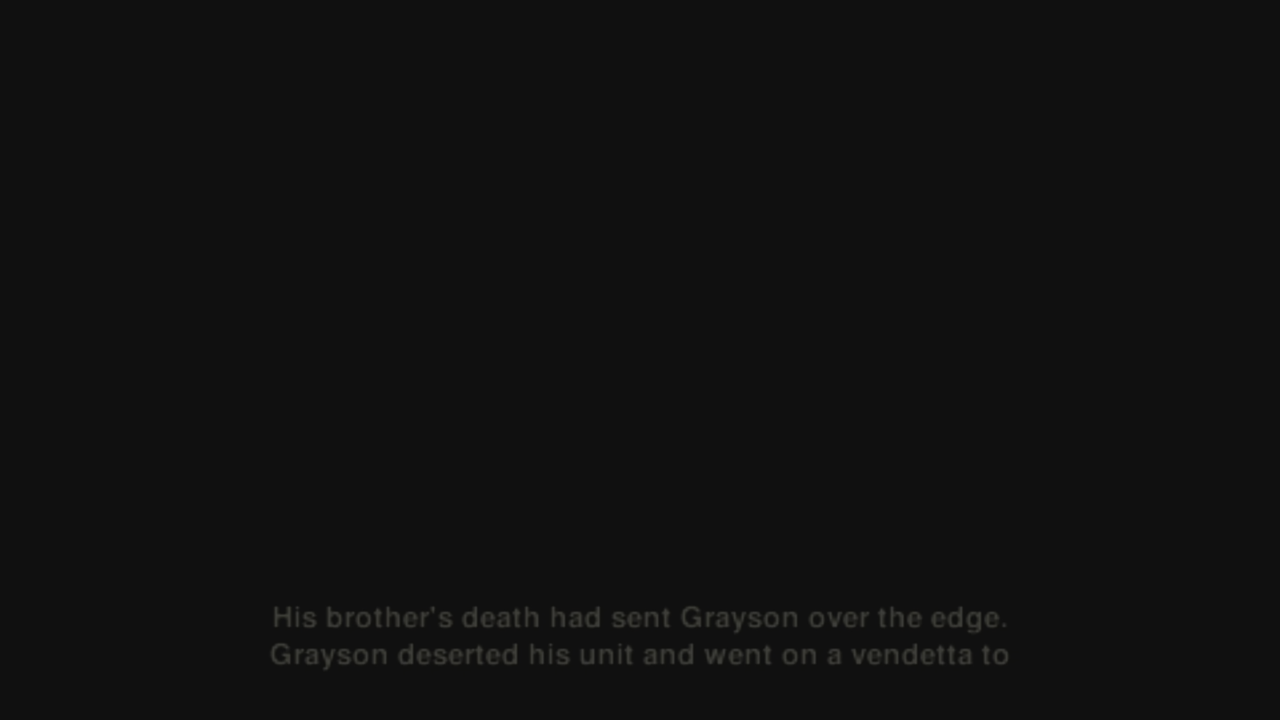 His brother's death had sent Grayson over the edge.
Grayson deserted his unit and went on a vendetta to